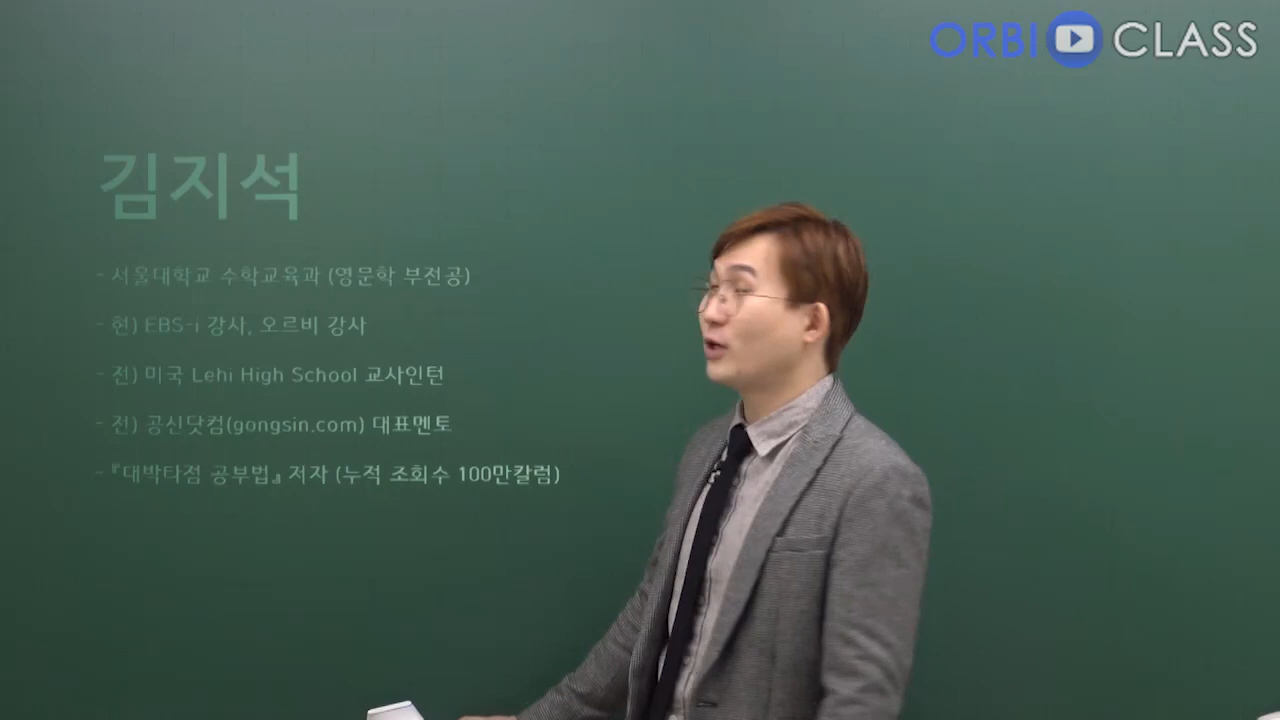 ORBI CLASS
김지석
- 서울대학교 수학교육과 (영문학 부전공)
- 현) EBS-i 강사, 오르비 강사
- 전) 미국 Lehi High School 교사인턴
- 전) 공신닷컴(gongsin.com) 대표멘토
- 『대박타점 공부법』 저자 (누적 조회수 100만칼럼)